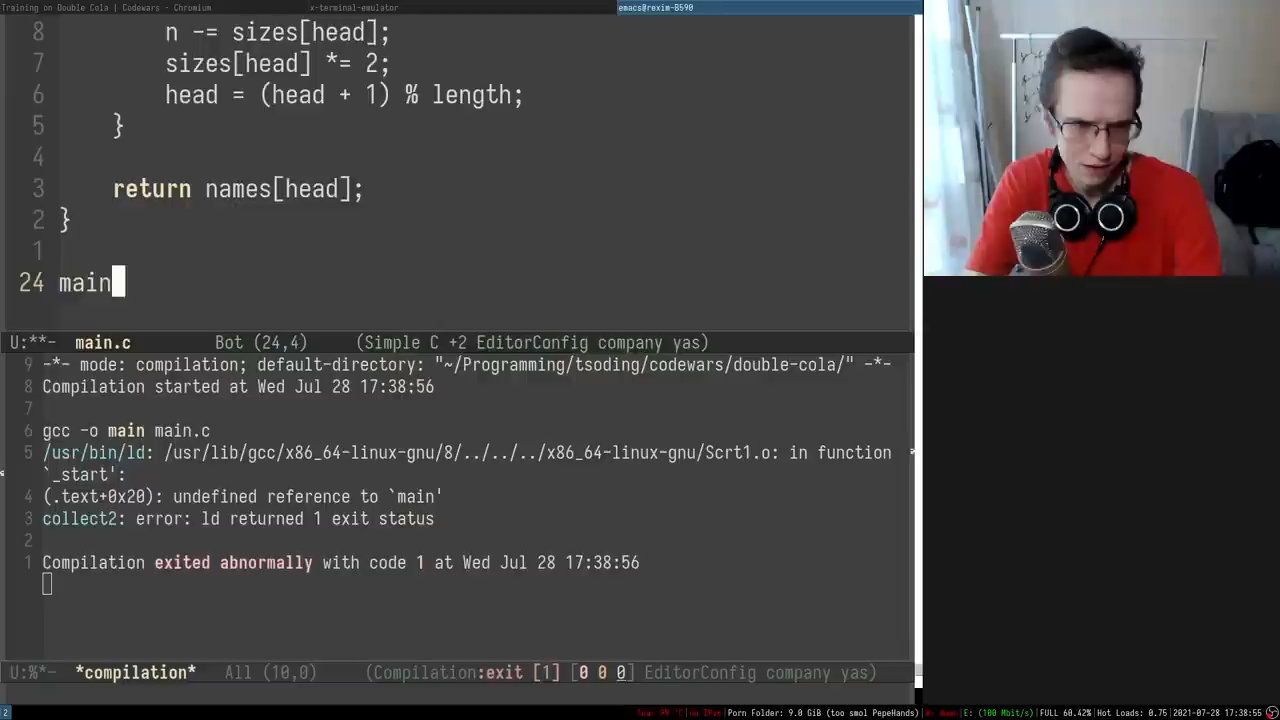 Training on Double Cola | Codewars - Chromium
x-terminal-emulator
emacs@rexim-B590
8 n -= sizes[head];
7 sizes[head] *= 2;
6 head = (head + 1) % length;
5 }
4
3 return names[head];
2 }
1
24 main
U:**- main.c Bot (24,4) (Simple C +2 EditorConfig company yas)
9 -*- mode: compilation; default-directory: "~/Programming/tsoding/codewars/double-cola/" -*-
8 Compilation started at Wed Jul 28 17:38:56
7
6 gcc -o main main.c
5 /usr/bin/ld: /usr/lib/gcc/x86_64-linux-gnu/8/../../../x86_64-linux-gnu/Scrt1.o: in function
`_start':
4 (.text+0x20): undefined reference to `main'
3 collect2: error: ld returned 1 exit status
2
1 Compilation exited abnormally with code 1 at Wed Jul 28 17:38:56
U:%*- *compilation* All (10,0) (Compilation:exit [1] [0 0 0] EditorConfig company yas)
2 no IPv6 Porn Folder: 9.0 GiB (too smol PepeHands) W: down E: (100 Mbit/s) FULL 60.42% Hot Loads: 0.75 2021-07-28 17:38:55